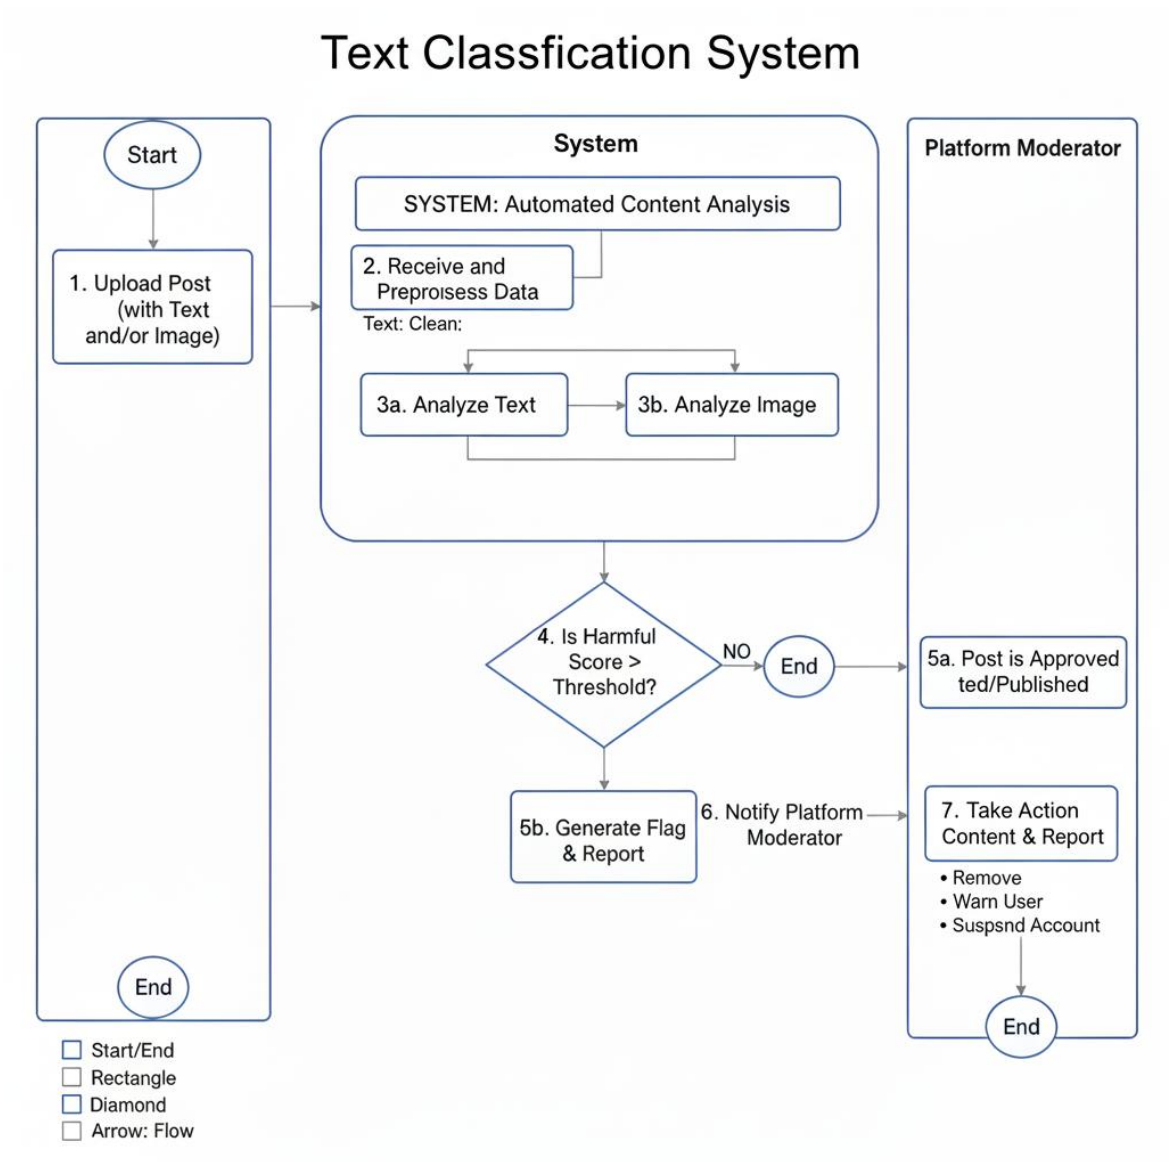 Text Classfication System
Start
1. Upload Post
(with Text
and/or Image)
End
System
SYSTEM: Automated Content Analysis
2. Receive and
Preproısess Data
Text: Clean:
3a. Analyze Text
3b. Analyze Image
4. Is Harmful
Score >
Threshold?
NO
End
5b. Generate Flag
& Report
6. Notify Platform
Moderator
Platform Moderator
5a. Post is Approved
ted/Published
7. Take Action
Content & Report
• Remove
• Warn User
• Suspsnd Account
End
Start/End
Rectangle
Diamond
Arrow: Flow